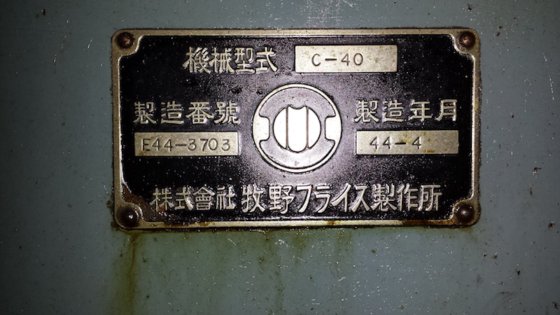 機械型式 C-40
製造番號 製造年月
E44-3703 44-4
株式會社 牧野フライス製作所